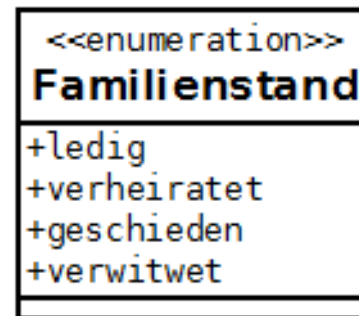 <<enumeration>>
Familienstand
+ledig
+verheiratet
+geschieden
+verwitwet